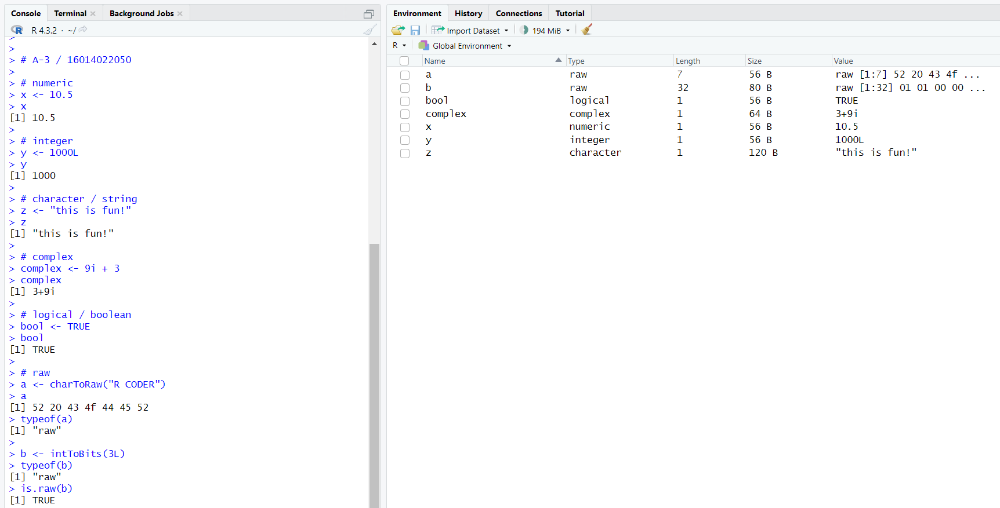 Console Terminal Background Jobs
R 4.3.2 · ~/
>
>
> # A-3 / 16014022050
>
> # numeric
> x <- 10.5
> x
[1] 10.5
>
> # integer
> y <- 1000L
> y
[1] 1000
>
> # character / string
> z <- "this is fun!"
> z
[1] "this is fun!"
>
> # complex
> complex <- 9i + 3
> complex
[1] 3+9i
>
> # logical / boolean
> bool <- TRUE
> bool
[1] TRUE
>
> # raw
> a <- charToRaw("R CODER")
> a
[1] 52 20 43 4f 44 45 52
> typeof(a)
[1] "raw"
>
> b <- intToBits(3L)
> typeof(b)
[1] "raw"
> is.raw(b)
[1] TRUE
Environment History Connections Tutorial
Import Dataset 194 MiB
R Global Environment
Name Type Length Size Value
a raw 7 56 B raw [1:7] 52 20 43 4f ...
b raw 32 80 B raw [1:32] 01 01 00 00 ...
bool logical 1 56 B TRUE
complex complex 1 64 B 3+9i
x numeric 1 56 B 10.5
y integer 1 56 B 1000L
z character 1 120 B "this is fun!"